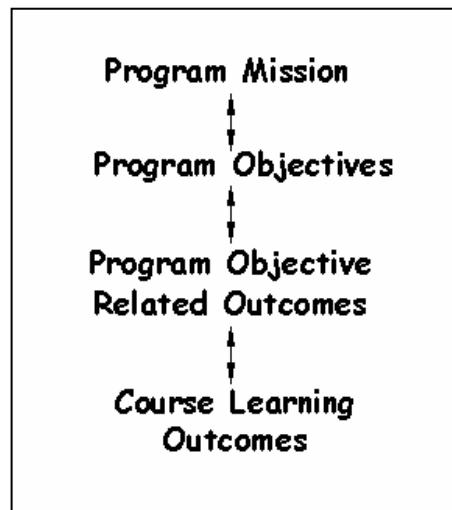 Program Mission
Program Objectives
Program Objective
Related Outcomes
Course Learning
Outcomes